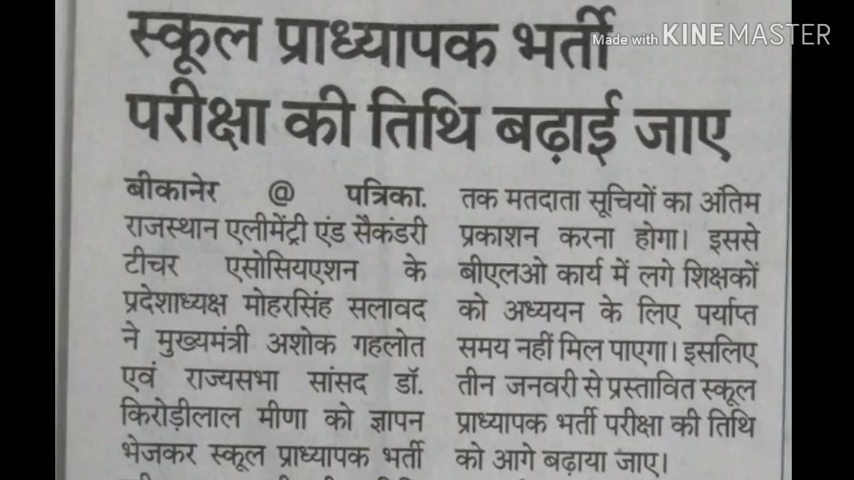 स्कूल प्राध्यापक भर्ती
परीक्षा की तिथि बढ़ाई जाए
Made with KINEMASTER
बीकानेर @ पत्रिका.
राजस्थान एलीमेंट्री एंड सैकंडरी
टीचर एसोसियएशन के
प्रदेशाध्यक्ष मोहरसिंह सलावद
ने मुख्यमंत्री अशोक गहलोत
एवं राज्यसभा सांसद डॉ.
किरोड़ीलाल मीणा को ज्ञापन
भेजकर स्कूल प्राध्यापक भर्ती
तक मतदाता सूचियों का अंतिम
प्रकाशन करना होगा। इससे
बीएलओ कार्य में लगे शिक्षकों
को अध्ययन के लिए पर्याप्त
समय नहीं मिल पाएगा। इसलिए
तीन जनवरी से प्रस्तावित स्कूल
प्राध्यापक भर्ती परीक्षा की तिथि
को आगे बढ़ाया जाए।